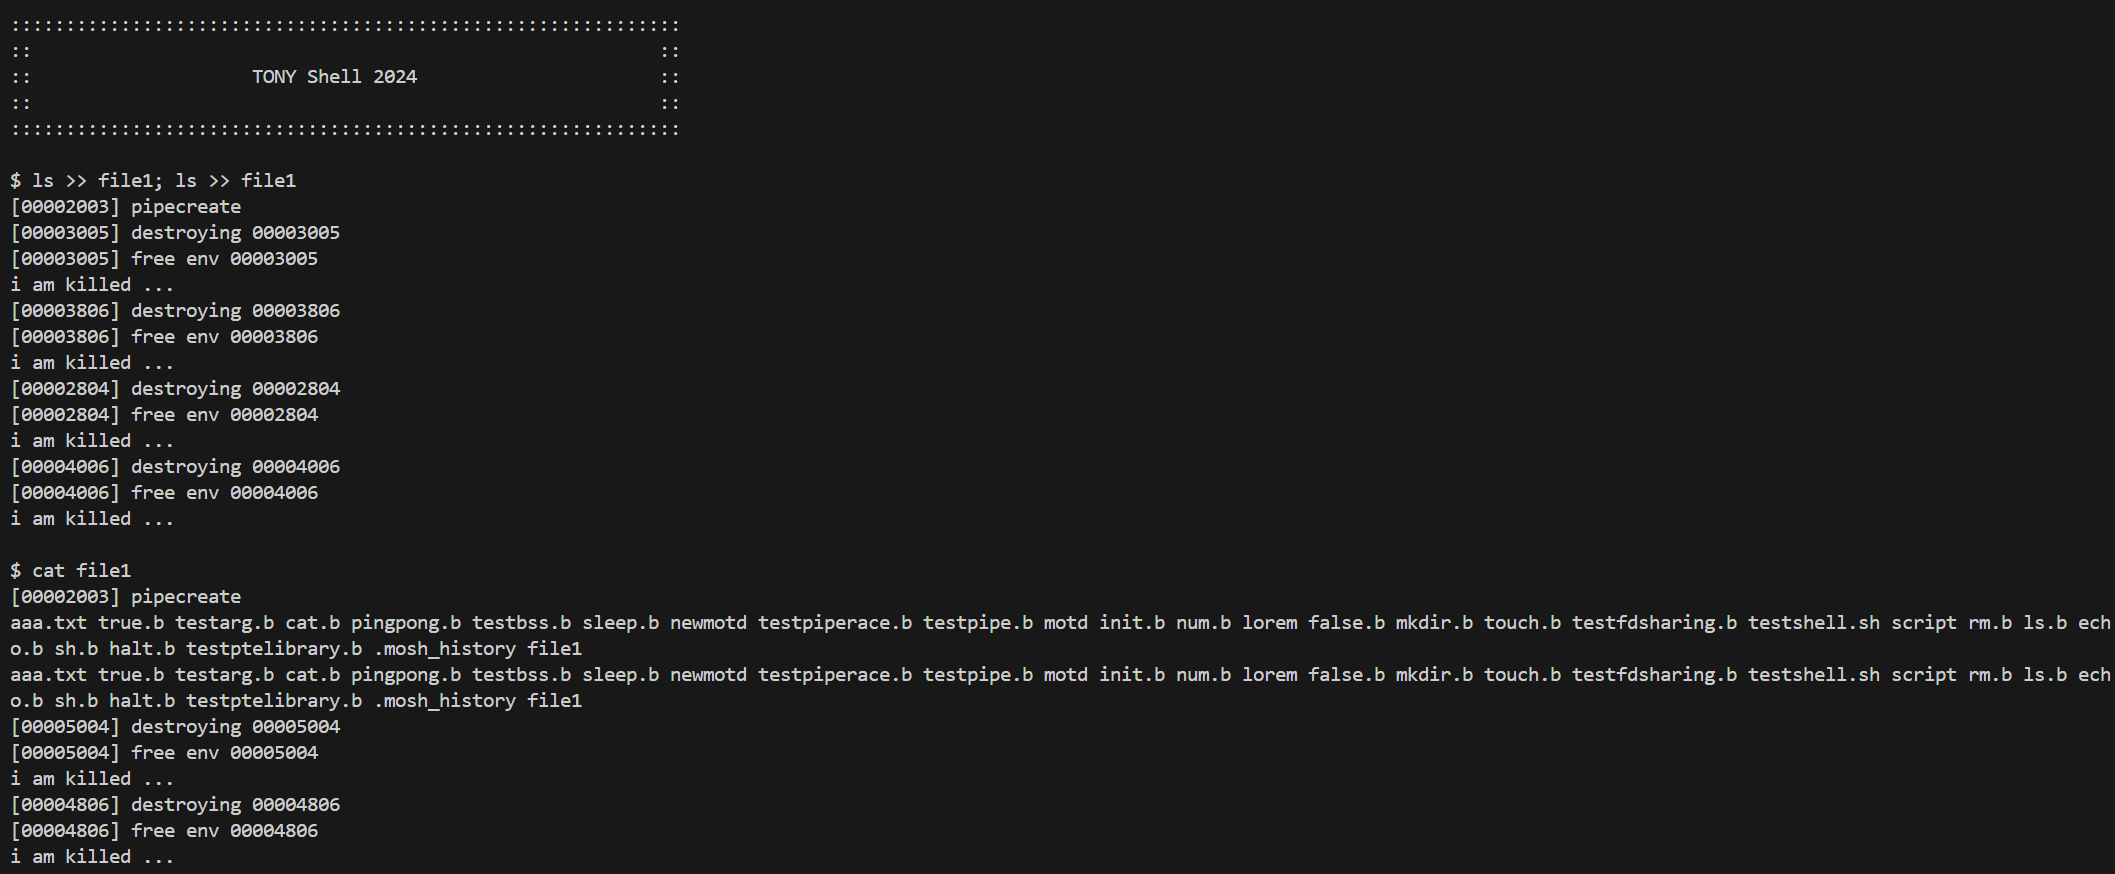 :::::::::::::::::::::::::::::::::::::::::::::::::::::::::::::
::                                                         ::
::                    TONY Shell 2024                      ::
::                                                         ::
:::::::::::::::::::::::::::::::::::::::::::::::::::::::::::::
$ ls >> file1; ls >> file1
[00002003] pipecreate
[00003005] destroying 00003005
[00003005] free env 00003005
i am killed ...
[00003806] destroying 00003806
[00003806] free env 00003806
i am killed ...
[00002804] destroying 00002804
[00002804] free env 00002804
i am killed ...
[00004006] destroying 00004006
[00004006] free env 00004006
i am killed ...
$ cat file1
[00002003] pipecreate
aaa.txt true.b testarg.b cat.b pingpong.b testbss.b sleep.b newmotd testpiperace.b testpipe.b motd init.b num.b lorem false.b mkdir.b touch.b testfdsharing.b testshell.sh script rm.b ls.b ech
o.b sh.b halt.b testptelibrary.b .mosh_history file1
aaa.txt true.b testarg.b cat.b pingpong.b testbss.b sleep.b newmotd testpiperace.b testpipe.b motd init.b num.b lorem false.b mkdir.b touch.b testfdsharing.b testshell.sh script rm.b ls.b ech
o.b sh.b halt.b testptelibrary.b .mosh_history file1
[00005004] destroying 00005004
[00005004] free env 00005004
i am killed ...
[00004806] destroying 00004806
[00004806] free env 00004806
i am killed ...